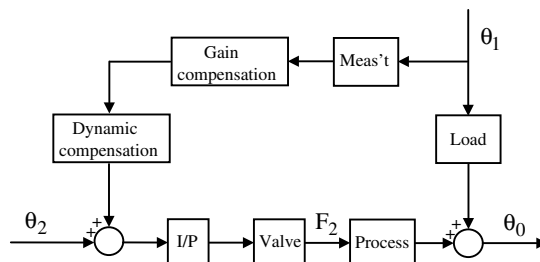 θ1
Gain
compensation
Meas't
Dynamic
compensation
Load
θ2
+
+
I/P
Valve
F2
Process
+
+
θ0